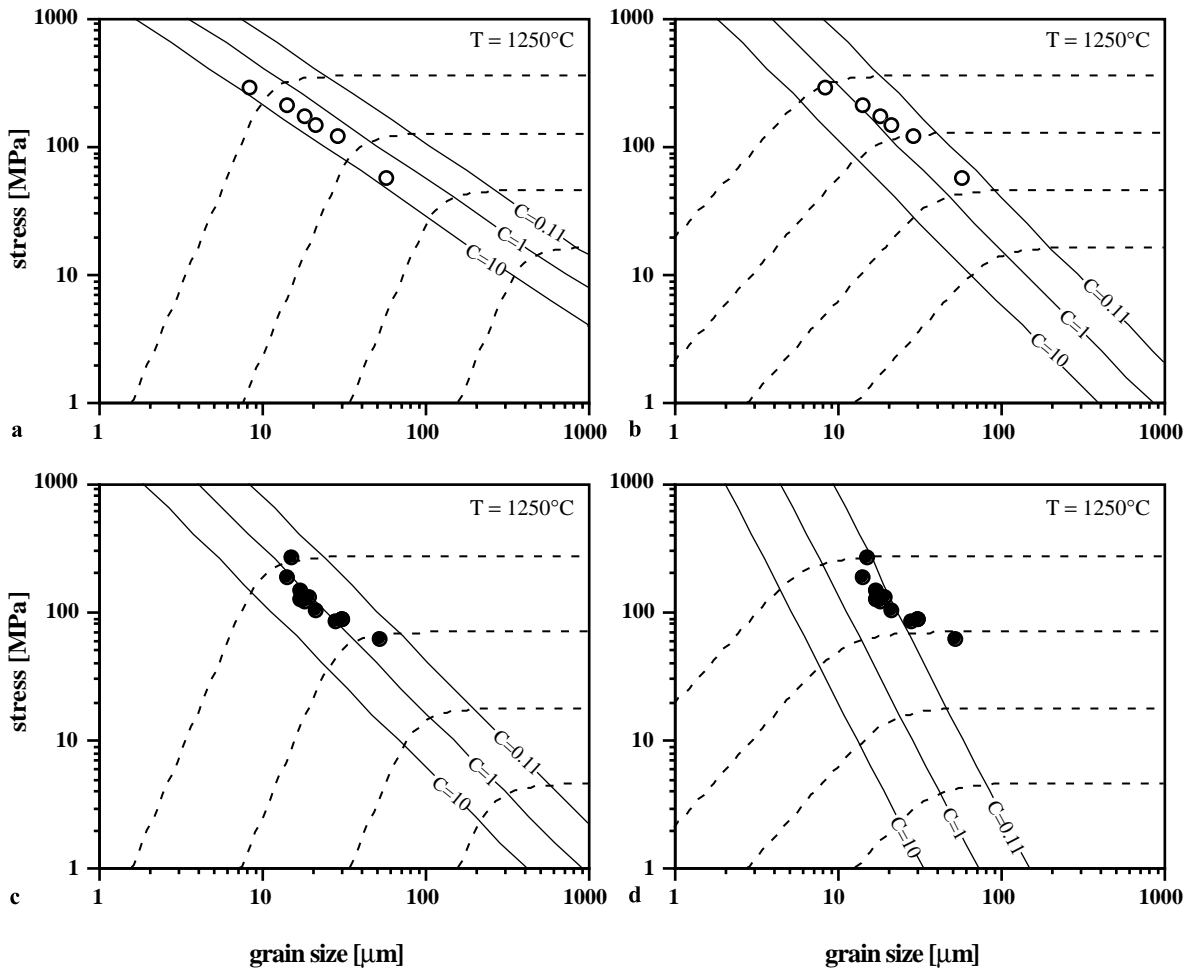 1000 T = 1250°C
100
10
1
stress [MPa]
C=0.11
C=1
C=10
a 1 10 100 1000
1000 T = 1250°C
100
10
1
C=0.11
C=1
C=10
b 1 10 100 1000
1000 T = 1250°C
100
10
1
stress [MPa]
C=0.11
C=1
C=10
c 1 10 100 1000
grain size [μm]
1000 T = 1250°C
100
10
1
C=0.11
C=1
C=10
d 1 10 100 1000
grain size [μm]